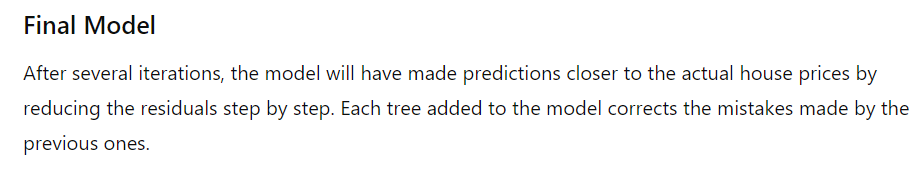 Final Model
After several iterations, the model will have made predictions closer to the actual house prices by
reducing the residuals step by step. Each tree added to the model corrects the mistakes made by the
previous ones.